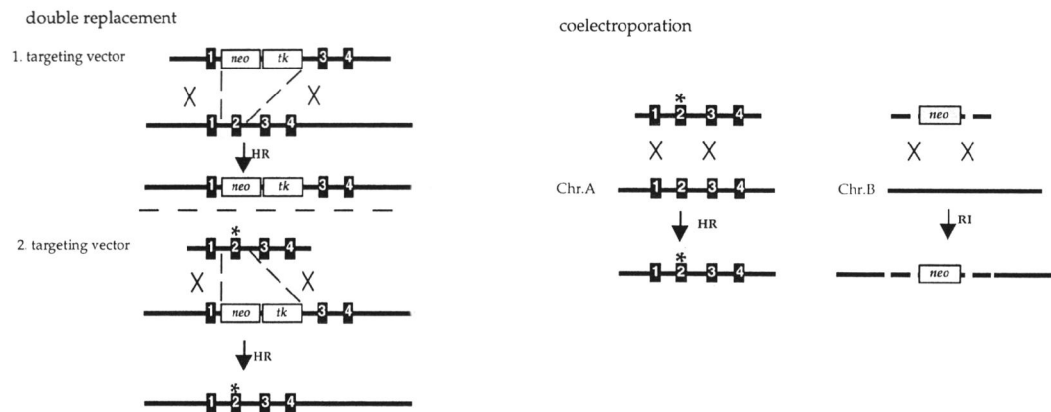 double replacement
1. targeting vector
1 neo tk 3 4
1 2 3 4
HR
1 neo tk 3 4
2. targeting vector
*
1 2 3 4
1 neo tk 3 4
HR
*
1 2 3 4
coelectroporation
*
1 2 3 4
neo
Chr.A
1 2 3 4
Chr.B
HR
RI
*
1 2 3 4
neo